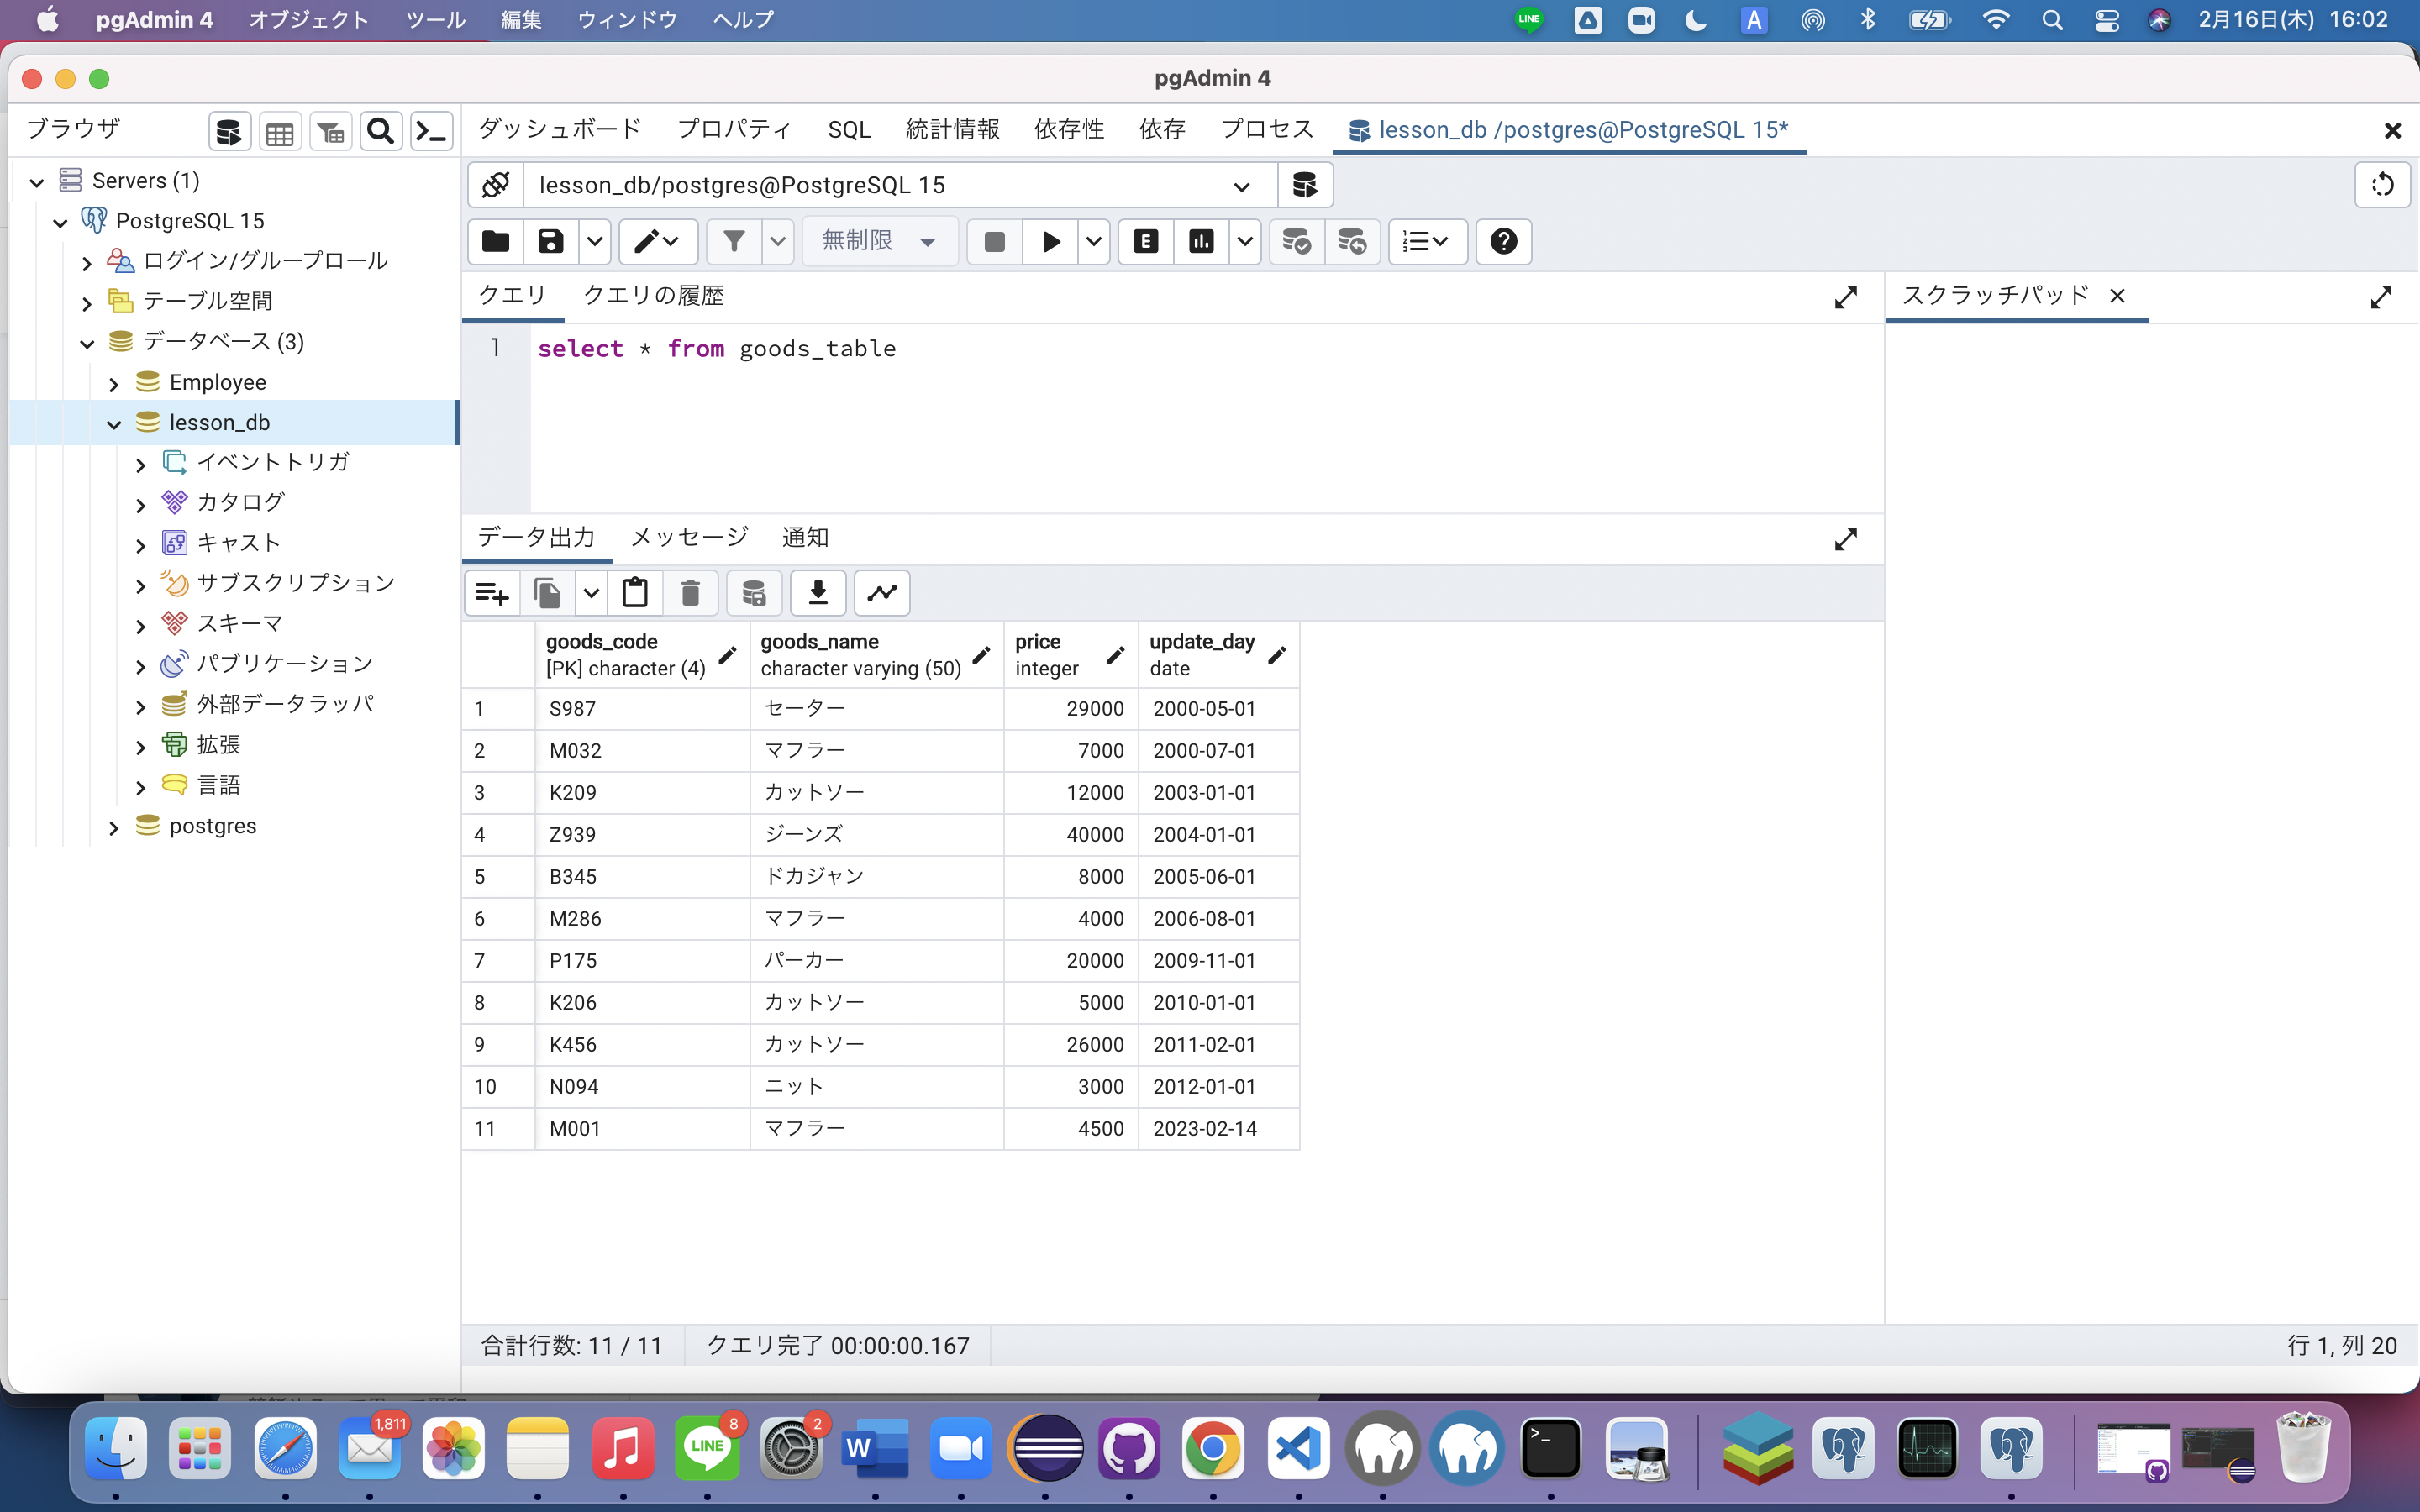 pgAdmin 4 オブジェクト ツール 編集 ウィンドウ ヘルプ LINE A 2月16日(木) 16:02
pgAdmin 4
ブラウザ
ダッシュボード プロパティ SQL 統計情報 依存性 依存 プロセス lesson_db /postgres@PostgreSQL 15*
Servers (1)
PostgreSQL 15
ログイン/グループロール
テーブル空間
データベース (3)
Employee
lesson_db
イベントトリガ
カタログ
キャスト
サブスクリプション
スキーマ
パブリケーション
外部データラッパ
拡張
言語
postgres
lesson_db/postgres@PostgreSQL 15
無制限 E
クエリ クエリの履歴
スクラッチパッド
1 select * from goods_table
データ出力 メッセージ 通知
goods_code goods_name price update_day
[PK] character (4) character varying (50) integer date
1 S987 セーター 29000 2000-05-01
2 M032 マフラー 7000 2000-07-01
3 K209 カットソー 12000 2003-01-01
4 Z939 ジーンズ 40000 2004-01-01
5 B345 ドカジャン 8000 2005-06-01
6 M286 マフラー 4000 2006-08-01
7 P175 パーカー 20000 2009-11-01
8 K206 カットソー 5000 2010-01-01
9 K456 カットソー 26000 2011-02-01
10 N094 ニット 3000 2012-01-01
11 M001 マフラー 4500 2023-02-14
合計行数: 11 / 11 クエリ完了 00:00:00.167 行 1, 列 20
1,811 LINE 8 2 W